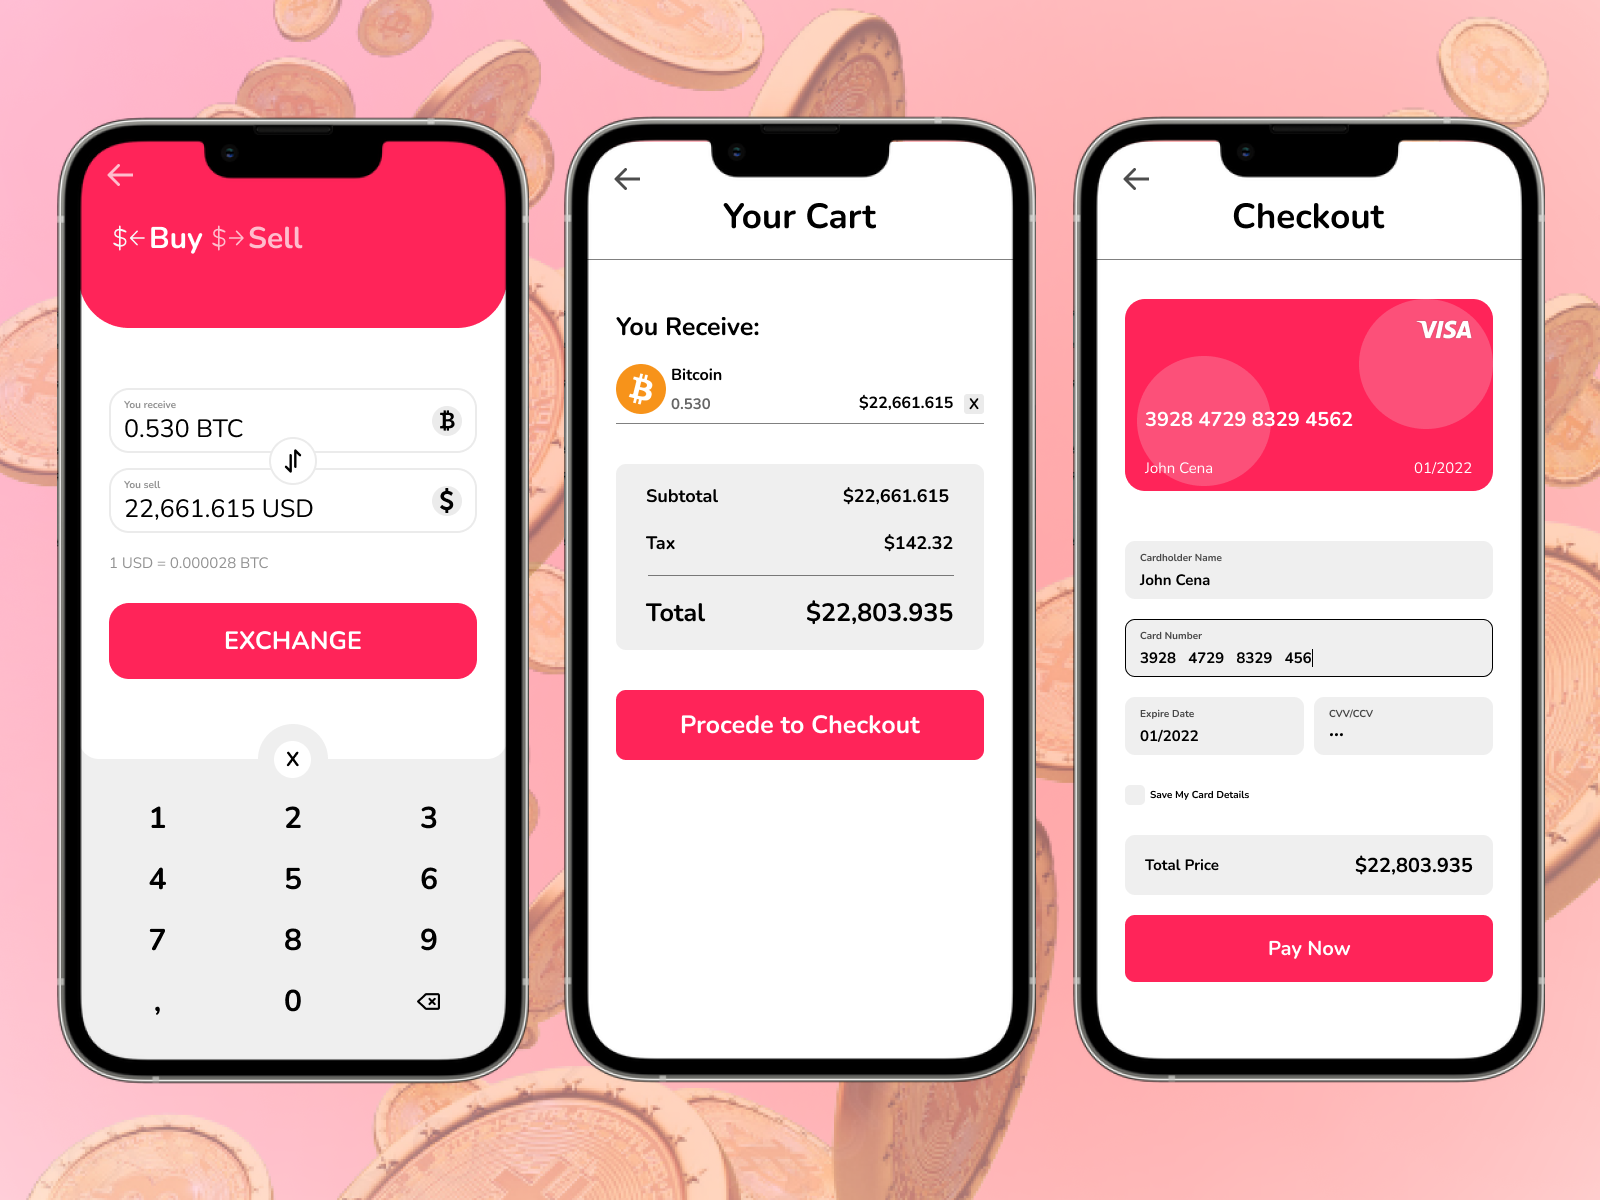 $←Buy $→Sell
You receive
0.530 BTC
You sell
22,661.615 USD
$
1 USD = 0.000028 BTC
EXCHANGE
X
1 2 3
4 5 6
7 8 9
, 0
X
Your Cart
You Receive:
Bitcoin
0.530 $22,661.615 X
Subtotal $22,661.615
Tax $142.32
Total $22,803.935
Procede to Checkout
Checkout
VISA
3928 4729 8329 4562
John Cena 01/2022
Cardholder Name
John Cena
Card Number
3928 4729 8329 456
Expire Date CVV/CCV
01/2022 •••
Save My Card Details
Total Price $22,803.935
Pay Now